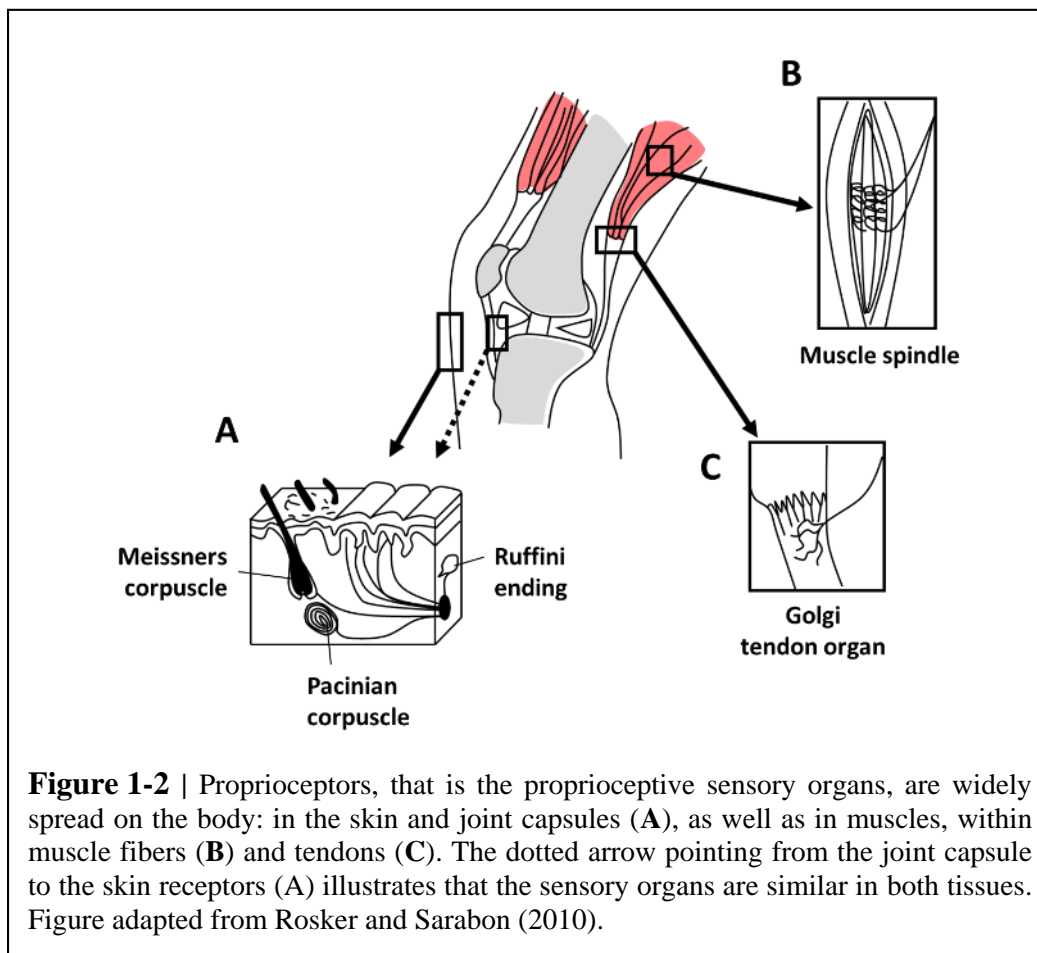 B
Muscle spindle
A
C
Meissners
corpuscle
Ruffini
ending
Pacinian
corpuscle
Golgi
tendon organ
Figure 1-2 | Proprioceptors, that is the proprioceptive sensory organs, are widely
spread on the body: in the skin and joint capsules (A), as well as in muscles, within
muscle fibers (B) and tendons (C). The dotted arrow pointing from the joint capsule
to the skin receptors (A) illustrates that the sensory organs are similar in both tissues.
Figure adapted from Rosker and Sarabon (2010).